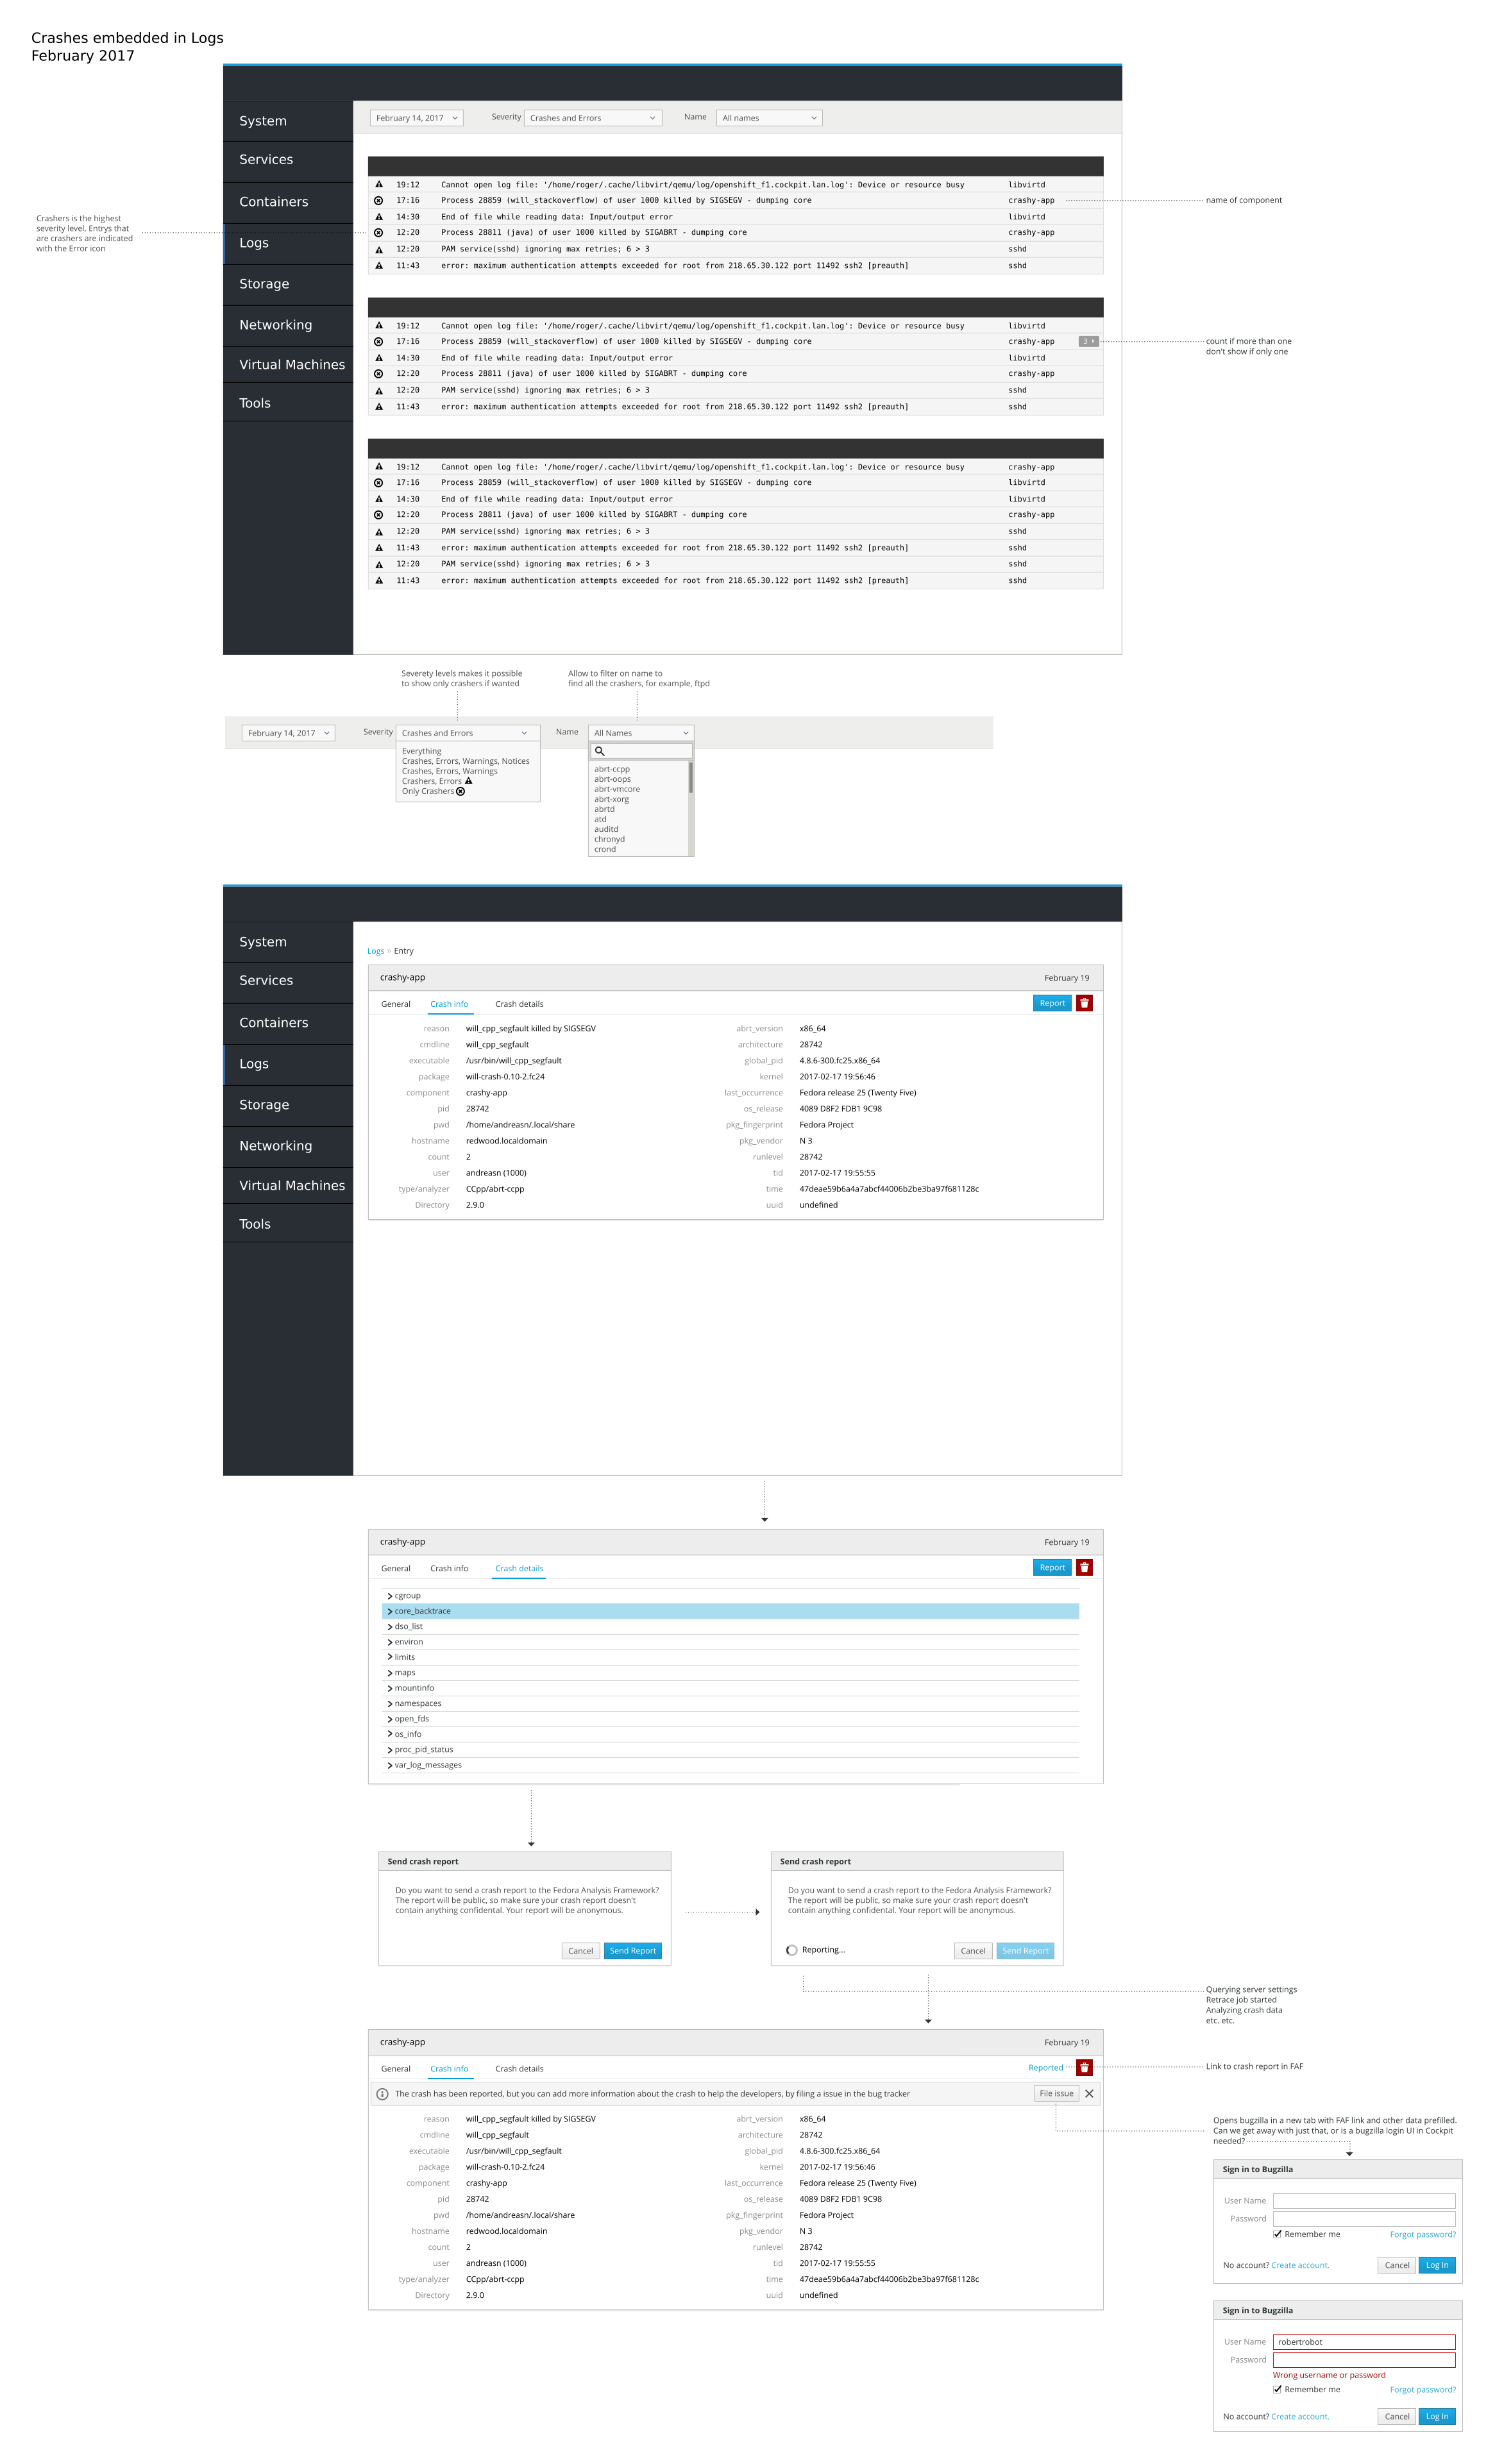 Crashes embedded in Logs
February 2017
System
Services
Containers
Logs
Storage
Networking
Virtual Machines
Tools
February 14, 2017
Severity
Crashes and Errors
Name
All names
19:12 Cannot open log file: '/home/roger/.cache/libvirt/qemu/log/openshift_f1.cockpit.lan.log': Device or resource busy libvirtd
17:16 Process 28859 (will_stackoverflow) of user 1000 killed by SIGSEGV - dumping core crashy-app
14:30 End of file while reading data: Input/output error libvirtd
12:20 Process 28811 (java) of user 1000 killed by SIGABRT - dumping core crashy-app
12:20 PAM service(sshd) ignoring max retries; 6 > 3 sshd
11:43 error: maximum authentication attempts exceeded for root from 218.65.30.122 port 11492 ssh2 [preauth] sshd
Crashers is the highest
severity level. Entrys that
are crashers are indicated
with the Error icon
name of component
19:12 Cannot open log file: '/home/roger/.cache/libvirt/qemu/log/openshift_f1.cockpit.lan.log': Device or resource busy libvirtd
17:16 Process 28859 (will_stackoverflow) of user 1000 killed by SIGSEGV - dumping core crashy-app 3
14:30 End of file while reading data: Input/output error libvirtd
12:20 Process 28811 (java) of user 1000 killed by SIGABRT - dumping core crashy-app
12:20 PAM service(sshd) ignoring max retries; 6 > 3 sshd
11:43 error: maximum authentication attempts exceeded for root from 218.65.30.122 port 11492 ssh2 [preauth] sshd
count if more than one
don't show if only one
19:12 Cannot open log file: '/home/roger/.cache/libvirt/qemu/log/openshift_f1.cockpit.lan.log': Device or resource busy crashy-app
17:16 Process 28859 (will_stackoverflow) of user 1000 killed by SIGSEGV - dumping core libvirtd
14:30 End of file while reading data: Input/output error libvirtd
12:20 Process 28811 (java) of user 1000 killed by SIGABRT - dumping core crashy-app
12:20 PAM service(sshd) ignoring max retries; 6 > 3 sshd
11:43 error: maximum authentication attempts exceeded for root from 218.65.30.122 port 11492 ssh2 [preauth] sshd
12:20 PAM service(sshd) ignoring max retries; 6 > 3 sshd
11:43 error: maximum authentication attempts exceeded for root from 218.65.30.122 port 11492 ssh2 [preauth] sshd
Severety levels makes it possible
to show only crashers if wanted
Allow to filter on name to
find all the crashers, for example, ftpd
February 14, 2017
Severity
Crashes and Errors
Name
All Names
Everything
Crashes, Errors, Warnings, Notices
Crashes, Errors, Warnings
Crashers, Errors
Only Crashers
abrt-ccpp
abrt-oops
abrt-vmcore
abrt-xorg
abrtd
atd
auditd
chronyd
crond
System
Services
Containers
Logs
Storage
Networking
Virtual Machines
Tools
Logs » Entry
crashy-app February 19
General Crash info Crash details Report
reason will_cpp_segfault killed by SIGSEGV abrt_version x86_64
cmdline will_cpp_segfault architecture 28742
executable /usr/bin/will_cpp_segfault global_pid 4.8.6-300.fc25.x86_64
package will-crash-0.10-2.fc24 kernel 2017-02-17 19:56:46
component crashy-app last_occurrence Fedora release 25 (Twenty Five)
pid 28742 os_release 4089 D8F2 FDB1 9C98
pwd /home/andreasn/.local/share pkg_fingerprint Fedora Project
hostname redwood.localdomain pkg_vendor N 3
count 2 runlevel 28742
user andreasn (1000) tid 2017-02-17 19:55:55
type/analyzer CCpp/abrt-ccpp time 47deae59b6a4a7abcf44006b2be3ba97f681128c
Directory 2.9.0 uuid undefined
crashy-app February 19
General Crash info Crash details Report
cgroup
core_backtrace
dso_list
environ
limits
maps
mountinfo
namespaces
open_fds
os_info
proc_pid_status
var_log_messages
Send crash report
Do you want to send a crash report to the Fedora Analysis Framework?
The report will be public, so make sure your crash report doesn't
contain anything confidental. Your report will be anonymous.
Cancel Send Report
Send crash report
Do you want to send a crash report to the Fedora Analysis Framework?
The report will be public, so make sure your crash report doesn't
contain anything confidental. Your report will be anonymous.
Reporting... Cancel Send Report
Querying server settings
Retrace job started
Analyzing crash data
etc. etc.
crashy-app February 19
General Crash info Crash details Reported
Link to crash report in FAF
The crash has been reported, but you can add more information about the crash to help the developers, by filing a issue in the bug tracker File issue
reason will_cpp_segfault killed by SIGSEGV abrt_version x86_64
cmdline will_cpp_segfault architecture 28742
executable /usr/bin/will_cpp_segfault global_pid 4.8.6-300.fc25.x86_64
package will-crash-0.10-2.fc24 kernel 2017-02-17 19:56:46
component crashy-app last_occurrence Fedora release 25 (Twenty Five)
pid 28742 os_release 4089 D8F2 FDB1 9C98
pwd /home/andreasn/.local/share pkg_fingerprint Fedora Project
hostname redwood.localdomain pkg_vendor N 3
count 2 runlevel 28742
user andreasn (1000) tid 2017-02-17 19:55:55
type/analyzer CCpp/abrt-ccpp time 47deae59b6a4a7abcf44006b2be3ba97f681128c
Directory 2.9.0 uuid undefined
Opens bugzilla in a new tab with FAF link and other data prefilled.
Can we get away with just that, or is a bugzilla login UI in Cockpit
needed?
Sign in to Bugzilla
User Name
Password
Remember me Forgot password?
No account? Create account. Cancel Log In
Sign in to Bugzilla
User Name robertrobot
Password
Wrong username or password
Remember me Forgot password?
No account? Create account. Cancel Log In